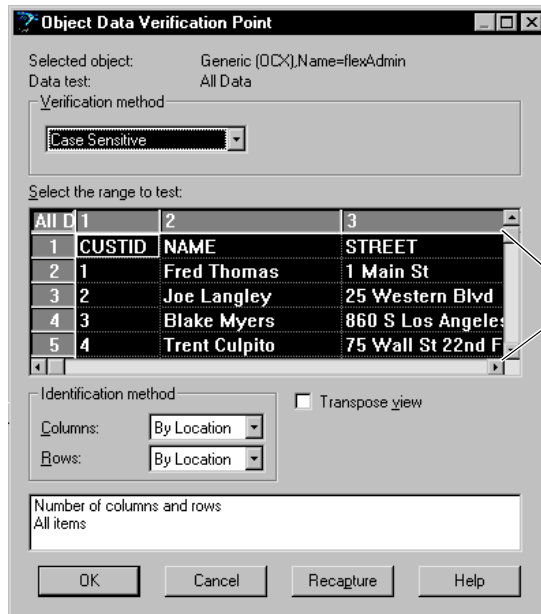 Object Data Verification Point
Selected object: Generic (OCX),Name=flexAdmin
Data test: All Data
Verification method
Case Sensitive
Select the range to test:
All D 1 2 3
1 CUSTID NAME STREET
2 1 Fred Thomas 1 Main St
3 2 Joe Langley 25 Western Blvd
4 3 Blake Myers 860 S Los Angeles
5 4 Trent Culpito 75 Wall St 22nd F
Identification method
Transpose view
Columns: By Location
Rows: By Location
Number of columns and rows
All items
OK Cancel Recapture Help